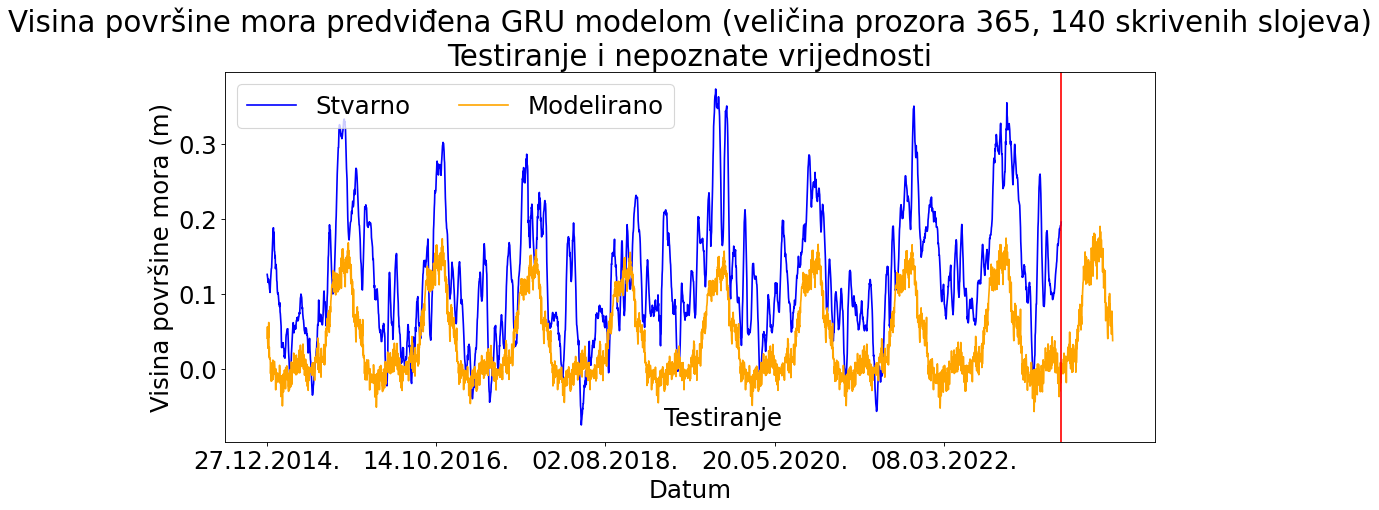 Visina površine mora predviđena GRU modelom (veličina prozora 365, 140 skrivenih slojeva)
Testiranje i nepoznate vrijednosti
Stvarno Modelirano
Visina površine mora (m)
0.3
0.2
0.1
0.0
Testiranje
27.12.2014. 14.10.2016. 02.08.2018. 20.05.2020. 08.03.2022.
Datum